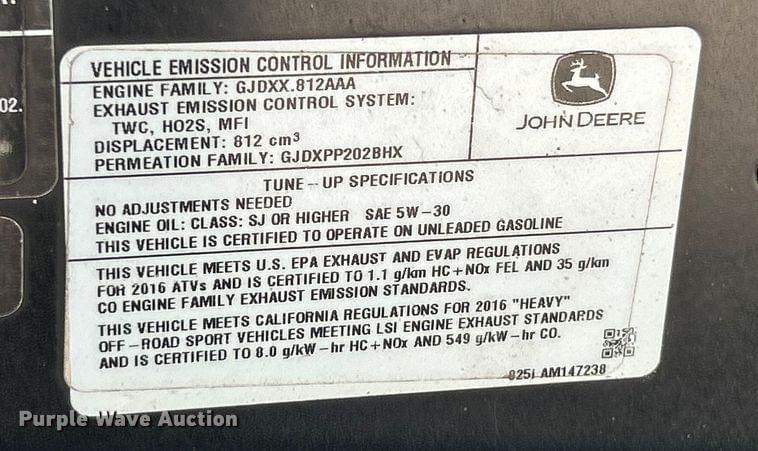 02.
VEHICLE EMISSION CONTROL INFORMATION
ENGINE FAMILY: GJDXX.812AAA
EXHAUST EMISSION CONTROL SYSTEM:
TWC, HO2S, MFI
DISPLACEMENT: 812 cm³
PERMEATION FAMILY: GJDXPP202BHX
JOHN DEERE
TUNE-UP SPECIFICATIONS
NO ADJUSTMENTS NEEDED
ENGINE OIL: CLASS: SJ OR HIGHER SAE 5W-30
THIS VEHICLE IS CERTIFIED TO OPERATE ON UNLEADED GASOLINE
THIS VEHICLE MEETS U.S. EPA EXHAUST AND EVAP REGULATIONS
FOR 2016 ATVs AND IS CERTIFIED TO 1.1 g/km HC+NOx FEL AND 35 g/km
CO ENGINE FAMILY EXHAUST EMISSION STANDARDS.
THIS VEHICLE MEETS CALIFORNIA REGULATIONS FOR 2016 "HEAVY"
OFF-ROAD SPORT VEHICLES MEETING LSI ENGINE EXHAUST STANDARDS
AND IS CERTIFIED TO 8.0 g/kW-hr HC+NOx AND 549 g/kW-hr CO.
825I AM147238
Purple Wave Auction